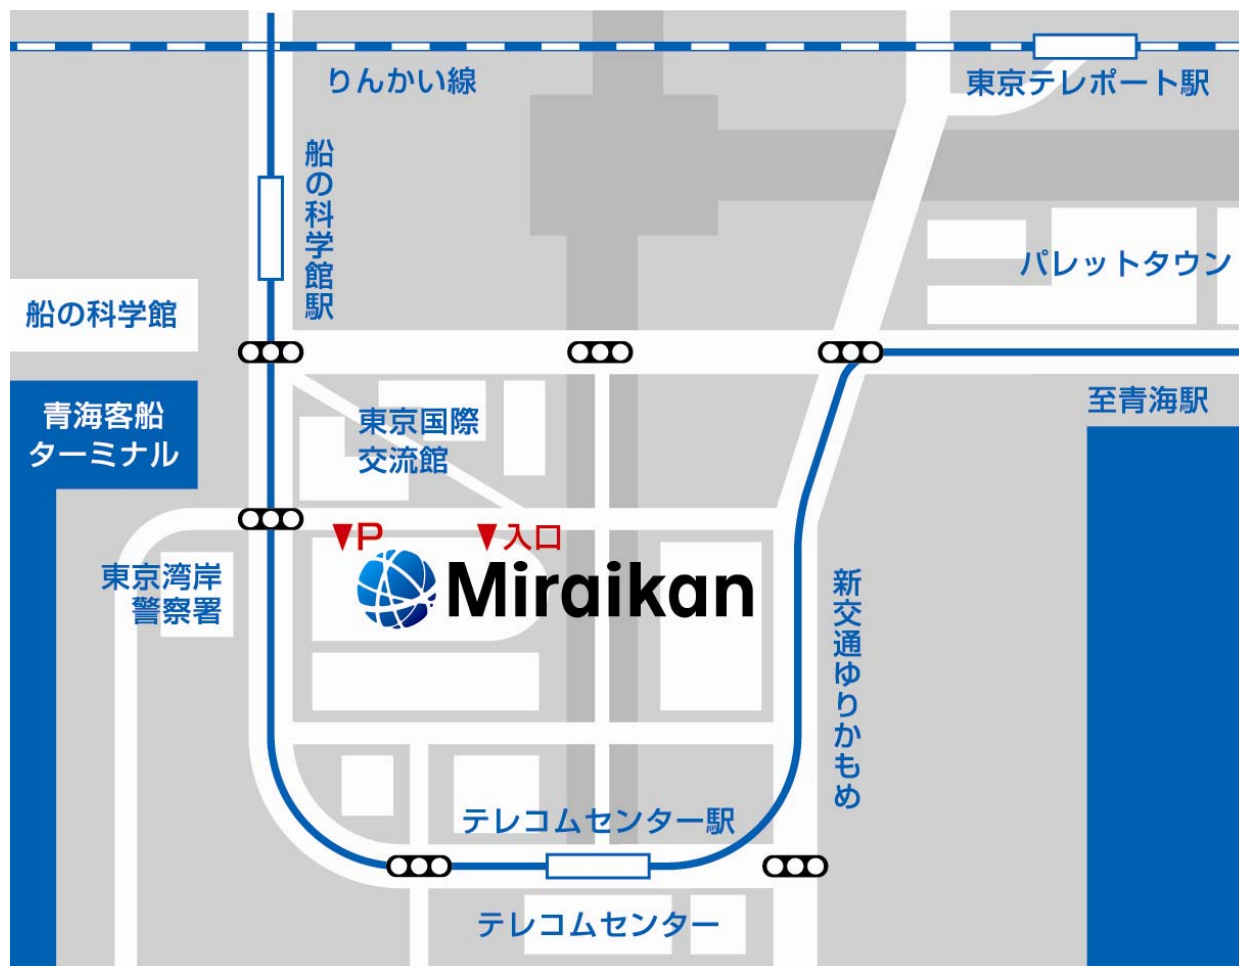 りんかい線
東京テレポート駅
船の科学館駅
パレットタウン
船の科学館
至青海駅
青海客船
ターミナル
東京国際
交流館
P
入口
Miraikan
東京湾岸
警察署
新交通ゆりかもめ
テレコムセンター駅
テレコムセンター